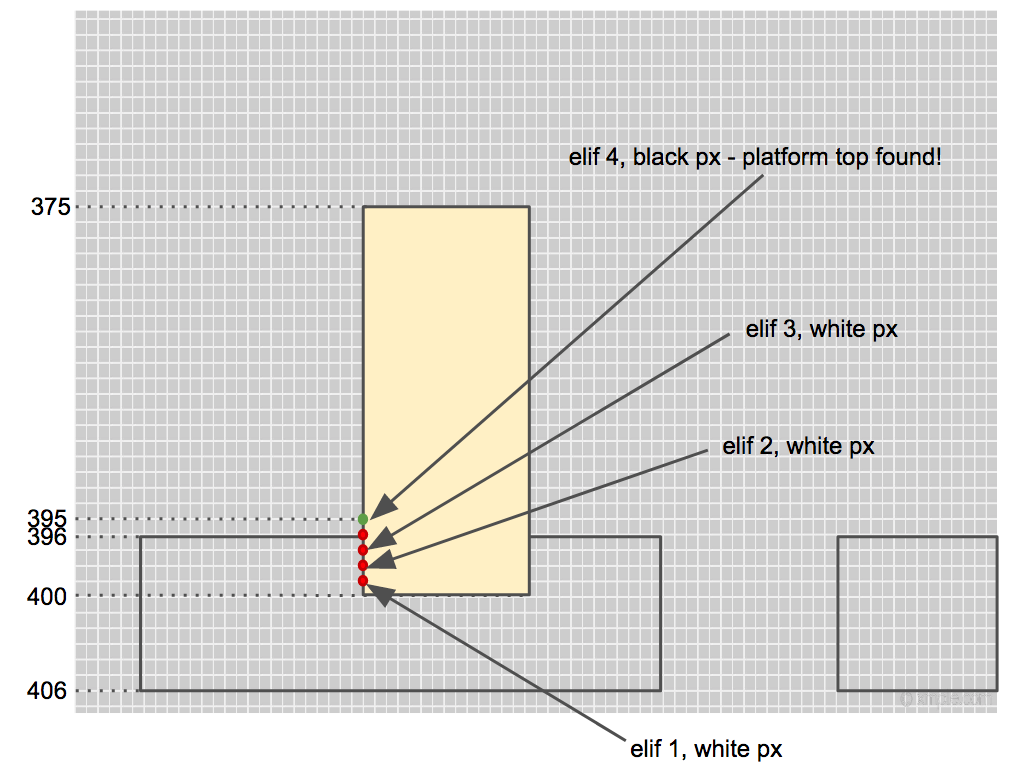 elif 4, black px - platform top found!
375
elif 3, white px
elif 2, white px
395
396
400
406
elif 1, white px